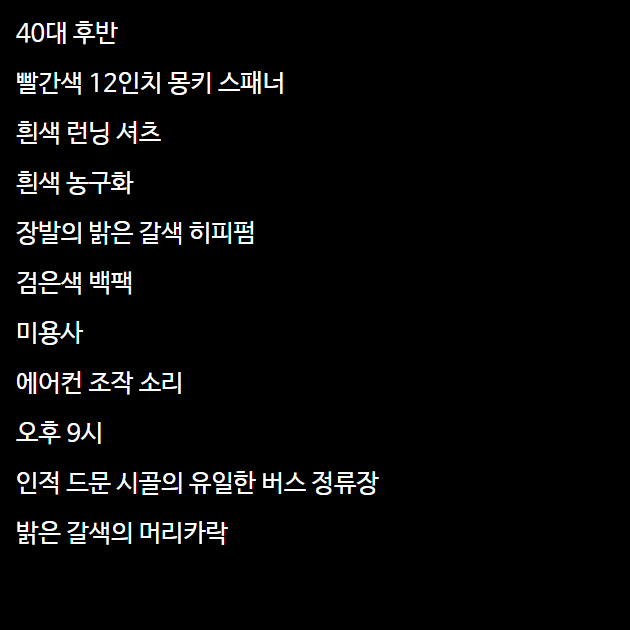 40대 후반
빨간색 12인치 몽키 스패너
흰색 런닝 셔츠
흰색 농구화
장발의 밝은 갈색 히피펌
검은색 백팩
미용사
에어컨 조작 소리
오후 9시
인적 드문 시골의 유일한 버스 정류장
밝은 갈색의 머리카락